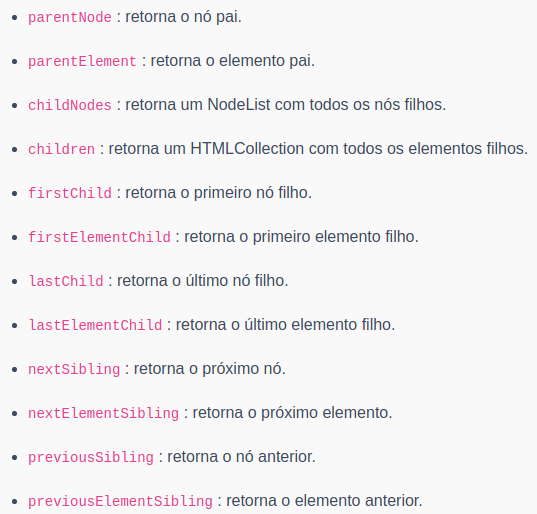 parentNode : retorna o nó pai.
parentElement : retorna o elemento pai.
childNodes : retorna um NodeList com todos os nós filhos.
children : retorna um HTMLCollection com todos os elementos filhos.
firstChild : retorna o primeiro nó filho.
firstElementChild : retorna o primeiro elemento filho.
lastChild : retorna o último nó filho.
lastElementChild : retorna o último elemento filho.
nextSibling : retorna o próximo nó.
nextElementSibling : retorna o próximo elemento.
previousSibling : retorna o nó anterior.
previousElementSibling : retorna o elemento anterior.